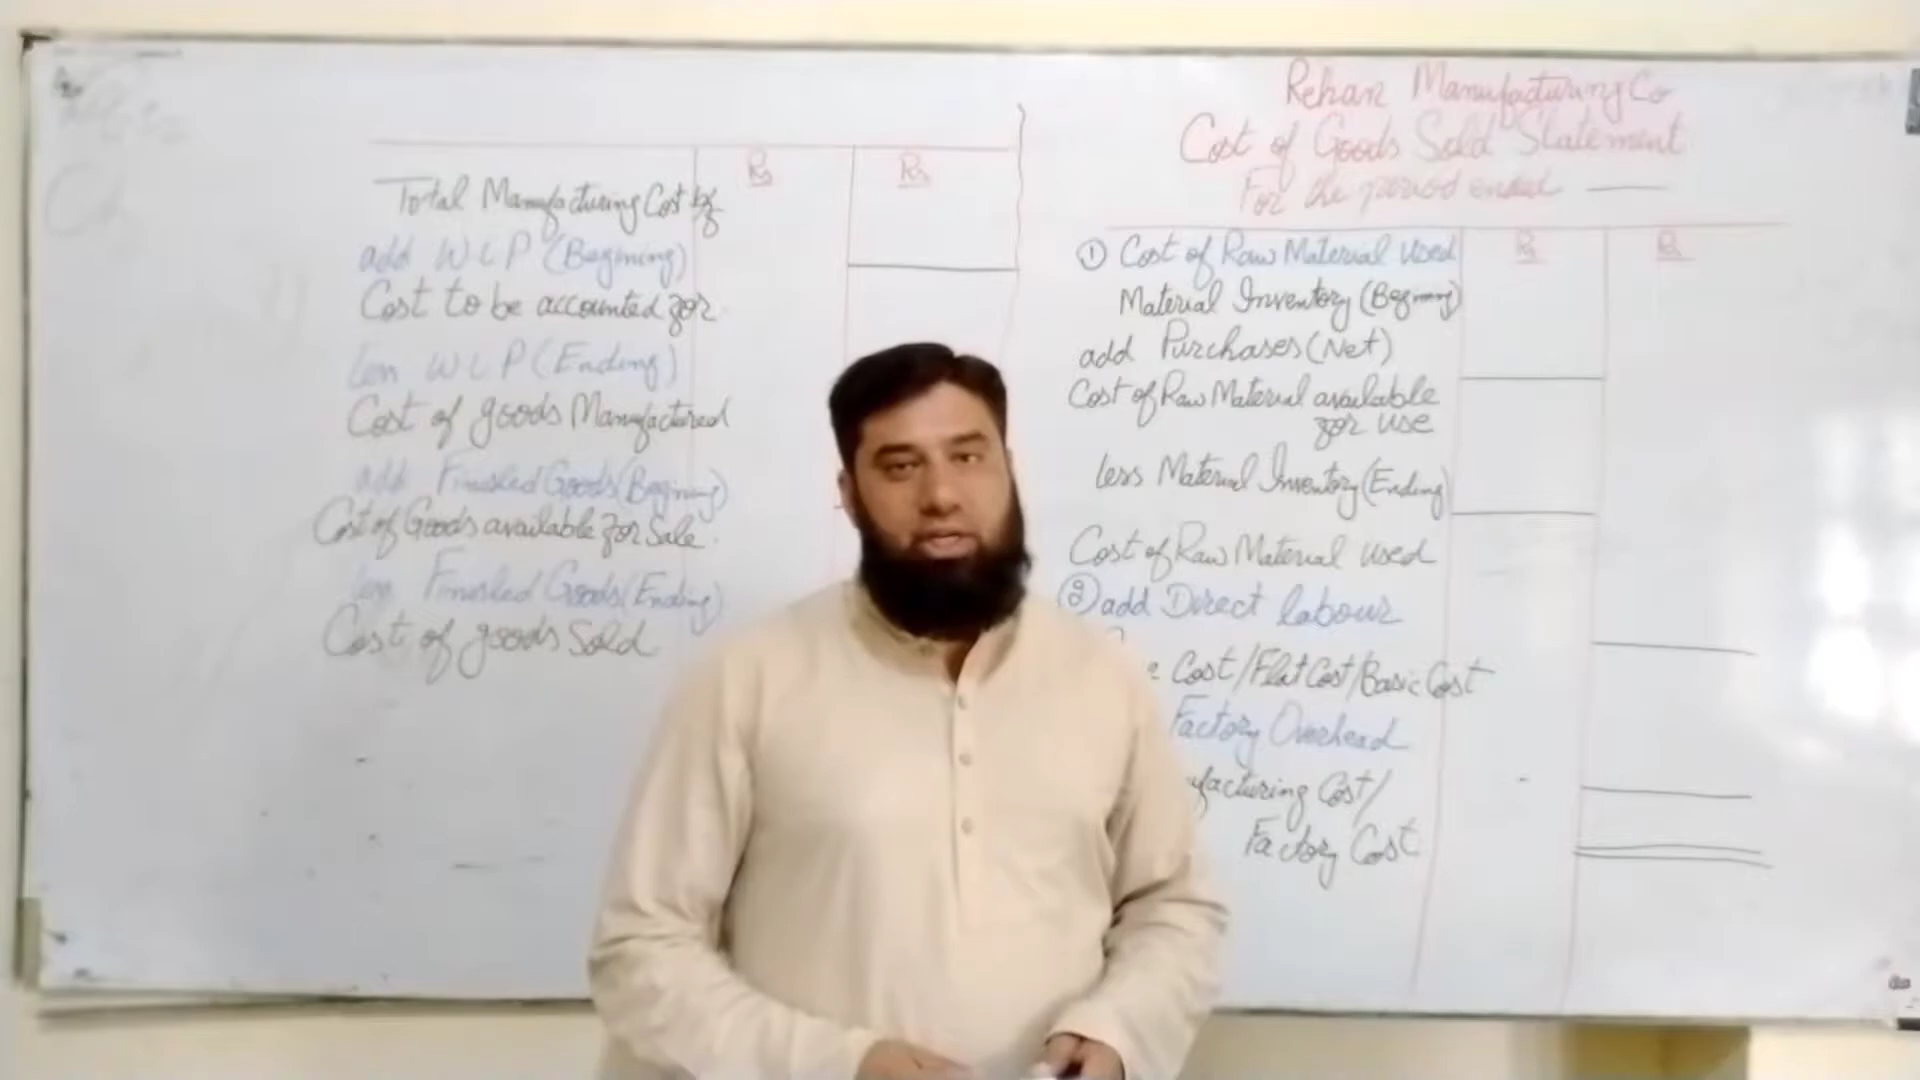 Rehan Manufacturing Co
Cost of Goods Sold Statement
For the period ended
Rs Rs
① Cost of Raw Material used
Material Inventory (Begining)
add Purchases (Net)
Cost of Raw Material available
for use
less Material Inventory (Ending)
Cost of Raw Material used
② add Direct labour
Cost/Flat Cost/Basic Cost
Factory Overhead
Cost/
Factory Cost
Rs Rs
Total Manufacturing Cost b/f
add W I P (Begining)
Cost to be accounted for
less W I P (Ending)
Cost of goods Manufactured
add Finished Goods (Begining)
Cost of Goods available for Sale.
less Finished Goods (Ending)
Cost of goods Sold